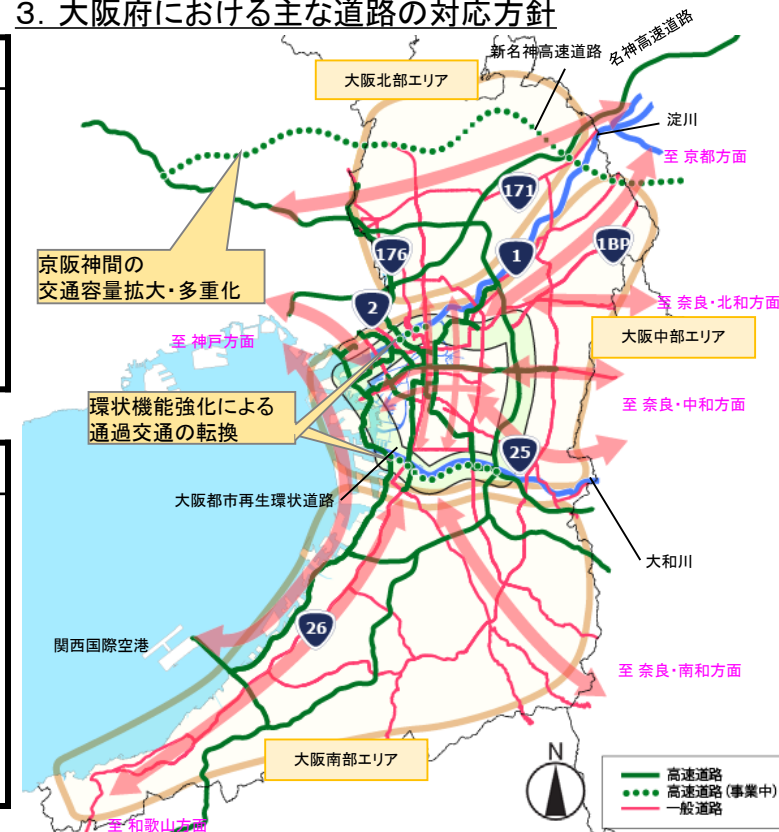 3．大阪府における主な道路の対応方針
名神高速道路
新名神高速道路
大阪北部エリア
淀川
至 京都方面
171
176
1
1BP
京阪神間の
交通容量拡大・多重化
2
至 奈良・北和方面
至 神戸方面
大阪中部エリア
環状機能強化による
通過交通の転換
至 奈良・中和方面
25
大阪都市再生環状道路
大和川
26
関西国際空港
至 奈良・南和方面
大阪南部エリア
N
高速道路
高速道路（事業中）
一般道路
至 和歌山方面